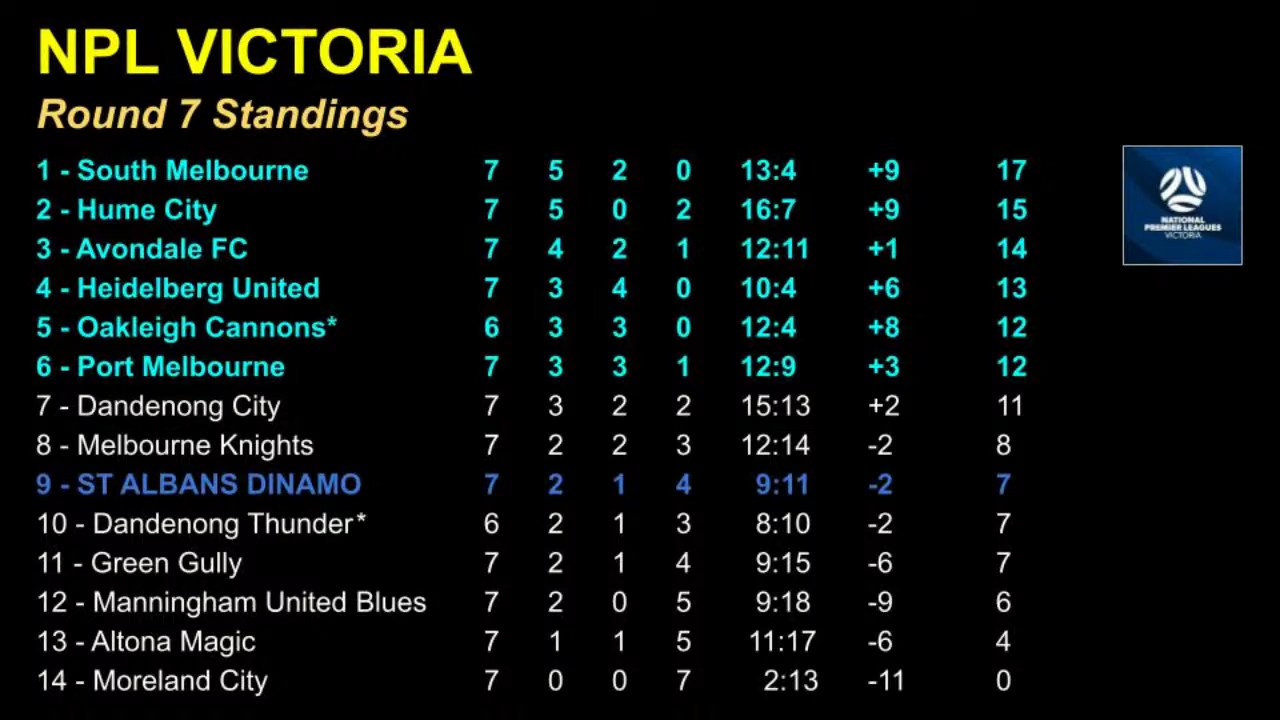 NPL VICTORIA
Round 7 Standings
1 - South Melbourne 7 5 2 0 13:4 +9 17
2 - Hume City 7 5 0 2 16:7 +9 15
3 - Avondale FC 7 4 2 1 12:11 +1 14
4 - Heidelberg United 7 3 4 0 10:4 +6 13
5 - Oakleigh Cannons* 6 3 3 0 12:4 +8 12
6 - Port Melbourne 7 3 3 1 12:9 +3 12
7 - Dandenong City 7 3 2 2 15:13 +2 11
8 - Melbourne Knights 7 2 2 3 12:14 -2 8
9 - ST ALBANS DINAMO 7 2 1 4 9:11 -2 7
10 - Dandenong Thunder* 6 2 1 3 8:10 -2 7
11 - Green Gully 7 2 1 4 9:15 -6 7
12 - Manningham United Blues 7 2 0 5 9:18 -9 6
13 - Altona Magic 7 1 1 5 11:17 -6 4
14 - Moreland City 7 0 0 7 2:13 -11 0
NATIONAL
PREMIER LEAGUES
VICTORIA